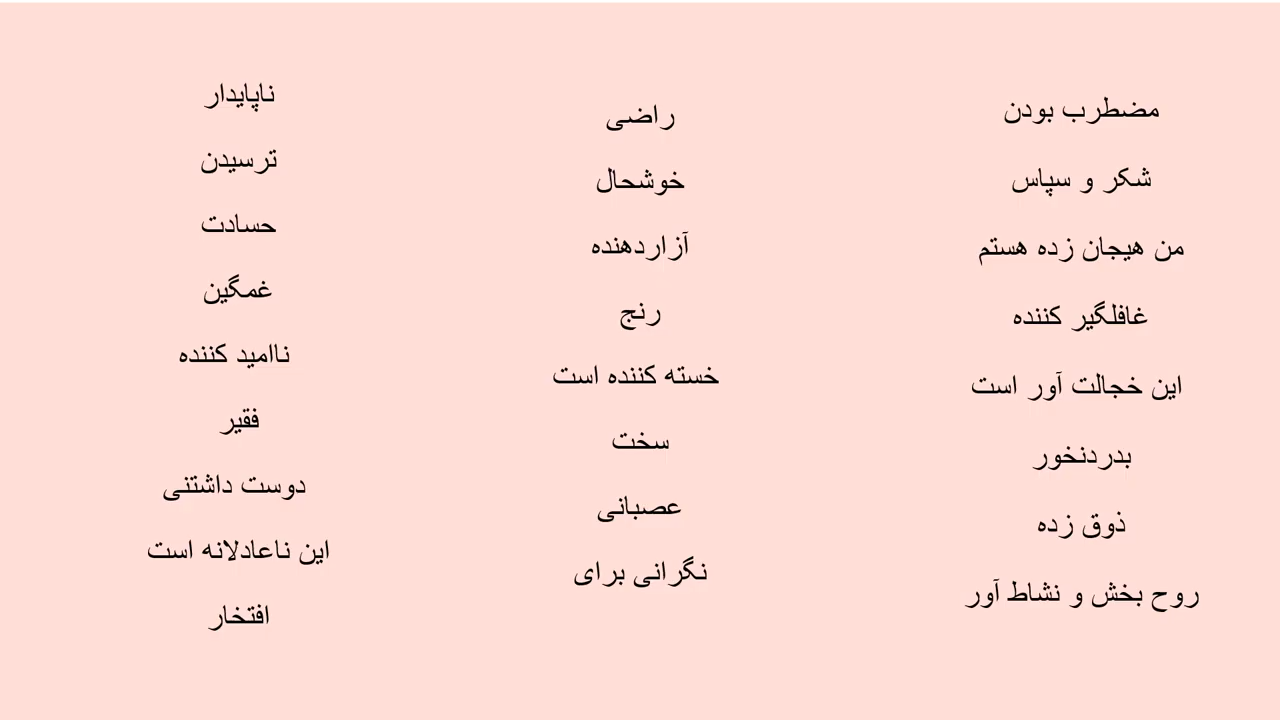 مضطرب بودن
شکر و سپاس
من هیجان زده هستم
غافلگیر کننده
این خجالت آور است
بدردنخور
ذوق زده
روح بخش و نشاط آور
راضی
خوشحال
آزاردهنده
رنج
خسته کننده است
سخت
عصبانی
نگرانی برای
ناپایدار
ترسیدن
حسادت
غمگین
ناامید کننده
فقیر
دوست داشتنی
این ناعادلانه است
افتخار